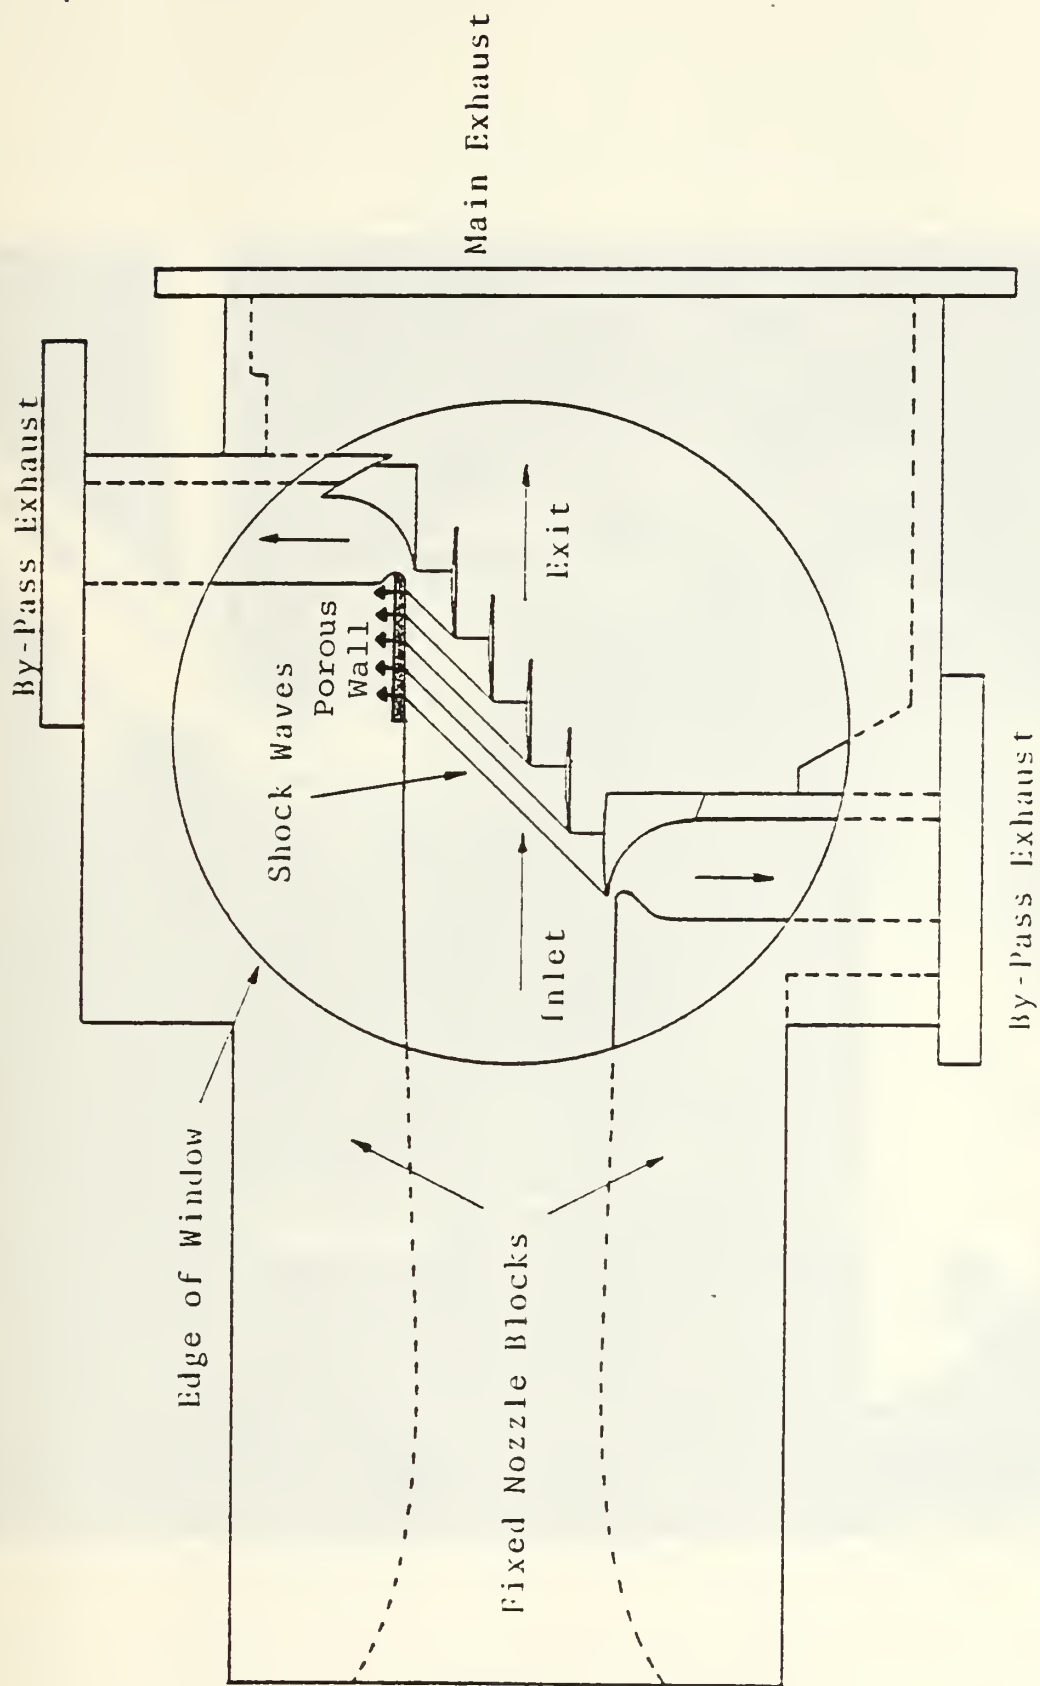 By-Pass Exhaust
Main Exhaust
Porous
Wall
Shock Waves
Exit
Inlet
Edge of Window
Fixed Nozzle Blocks
By-Pass Exhaust